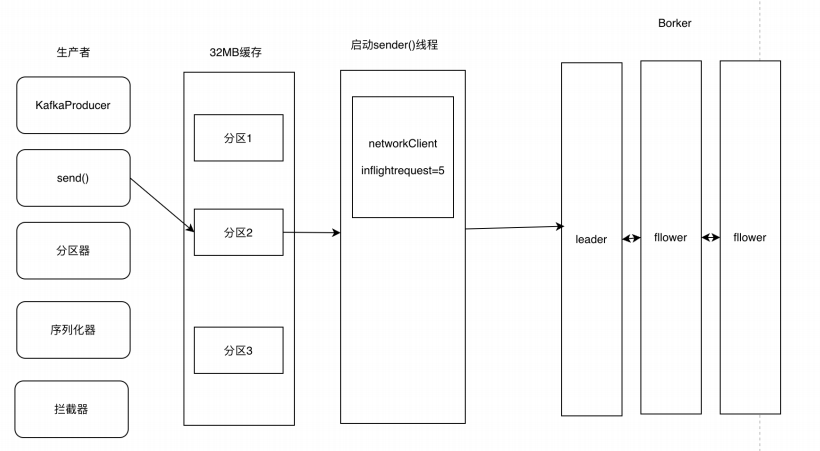 Borker
启动sender()线程
生产者
32MB缓存
KafkaProducer
send()
分区器
序列化器
拦截器
分区1
分区2
分区3
networkClient
inflightrequest=5
leader
fllower
fllower